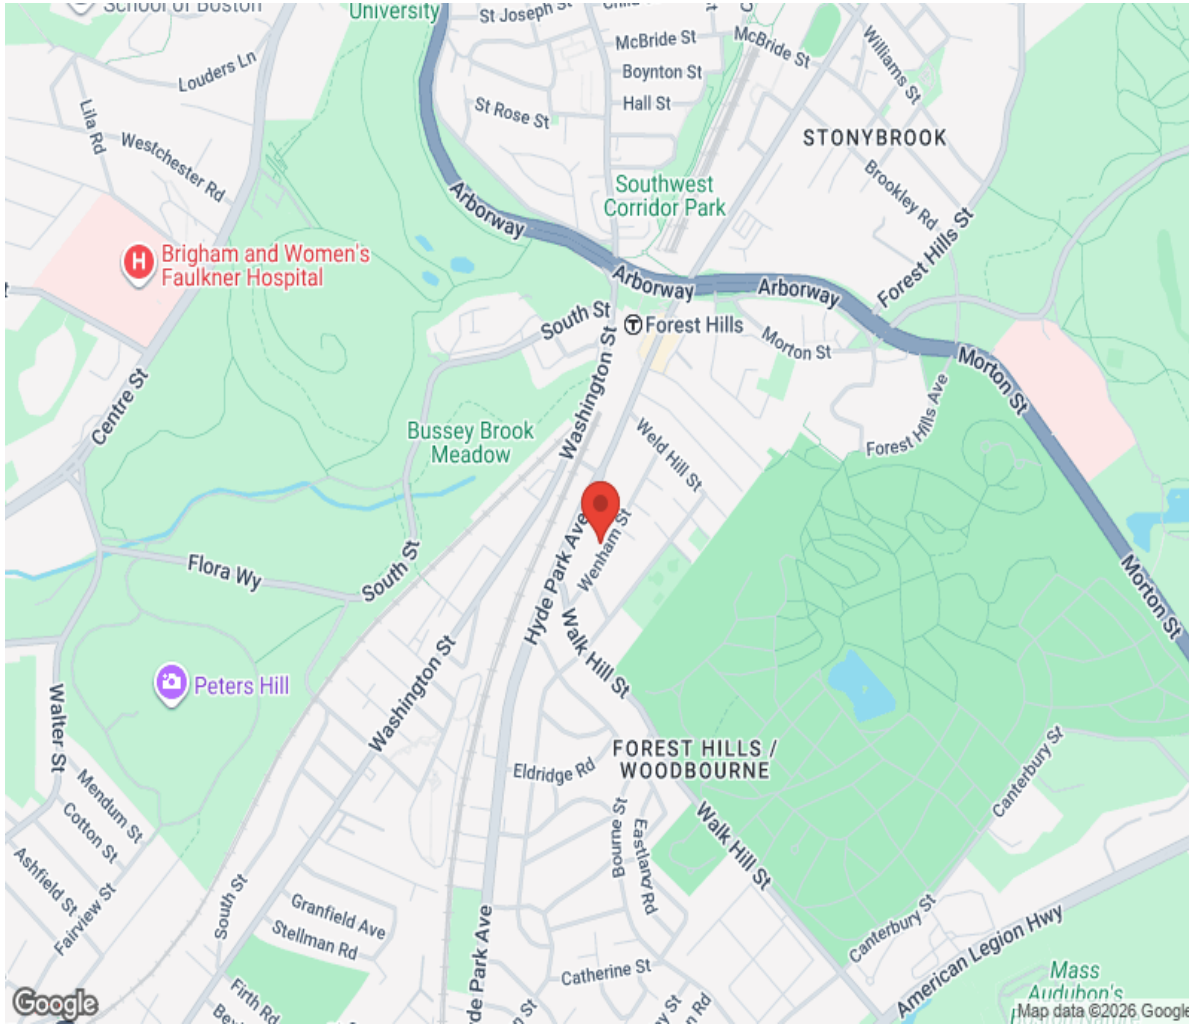 School of Boston
University
St Joseph St
McBride St
McBride St
Boynton St
Hall St
St Rose St
Williams St
Louders Ln
Lila Rd
Westchester Rd
STONYBROOK
Southwest
Corridor Park
Brookley Rd
Forest Hills St
Arborway
Arborway
Arborway
Brigham and Women's
Faulkner Hospital
H
South St
T
Forest Hills
Morton St
Morton St
Washington St
Centre St
Forest Hills Ave
Bussey Brook
Meadow
Weld Hill St
Hyde Park Ave
Wenham St
Flora Wy
South St
Morton St
Walk Hill St
Washington St
Peters Hill
Walter St
FOREST HILLS /
WOODBOURNE
Eldridge Rd
Canterbury St
Mendum St
Cotton St
Ashfield St
Fairview St
Bourne St
Eastland Rd
Walk Hill St
South St
Granfield Ave
Stellman Rd
Canterbury St
American Legion Hwy
Catherine St
Firth Rd
Mass
Audubon's
Google
Map data ©2026 Google